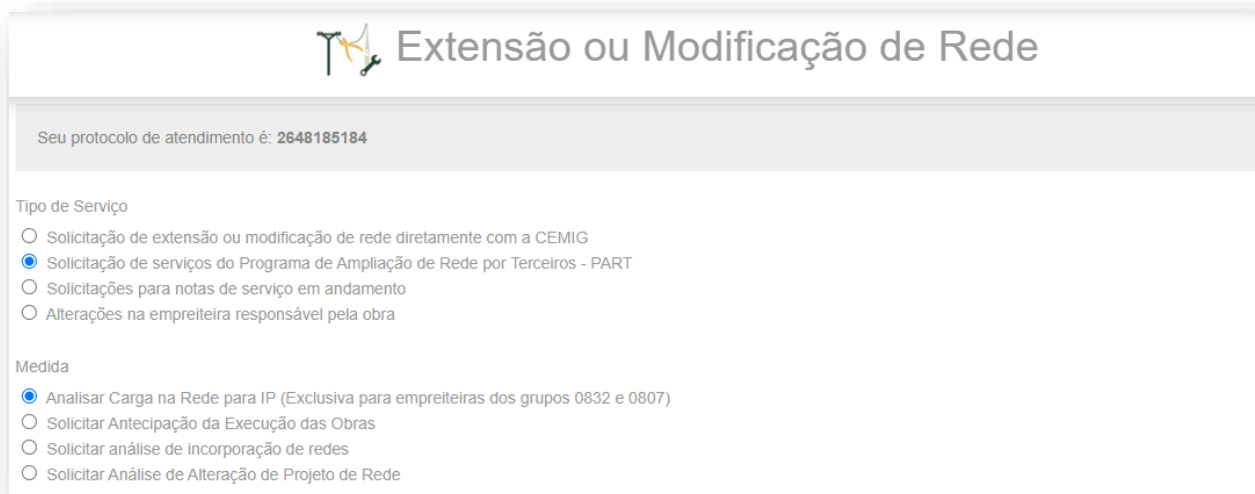 Extensão ou Modificação de Rede
Seu protocolo de atendimento é: 2648185184
Tipo de Serviço
Solicitação de extensão ou modificação de rede diretamente com a CEMIG
Solicitação de serviços do Programa de Ampliação de Rede por Terceiros - PART
Solicitações para notas de serviço em andamento
Alterações na empreiteira responsável pela obra
Medida
Analisar Carga na Rede para IP (Exclusiva para empreiteiras dos grupos 0832 e 0807)
Solicitar Antecipação da Execução das Obras
Solicitar análise de incorporação de redes
Solicitar Análise de Alteração de Projeto de Rede